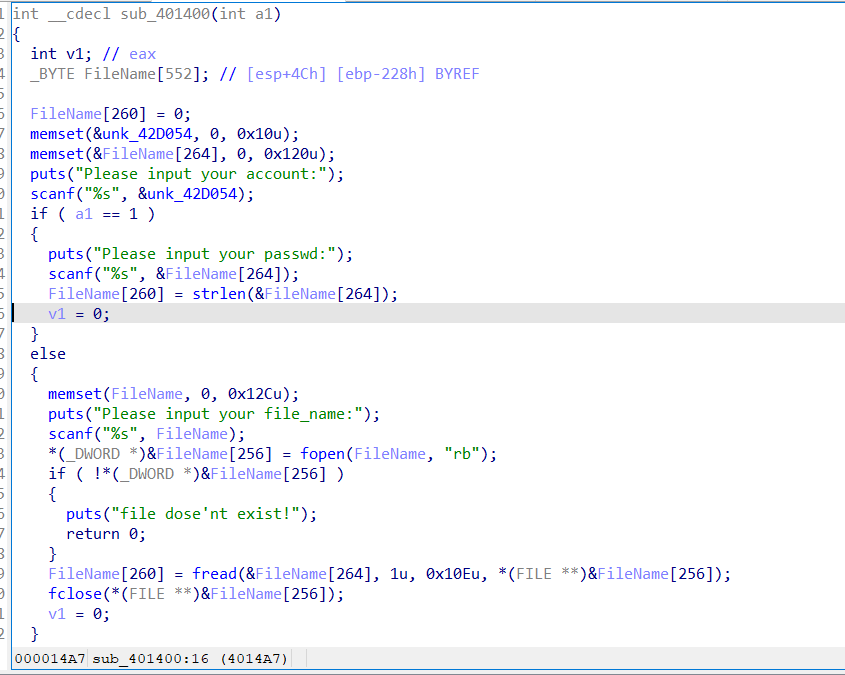 1 int __cdecl sub_401400(int a1)
2 {
3 int v1; // eax
4 _BYTE FileName[552]; // [esp+4Ch] [ebp-228h] BYREF
5
6 FileName[260] = 0;
7 memset(&unk_42D054, 0, 0x10u);
8 memset(&FileName[264], 0, 0x120u);
9 puts("Please input your account:");
0 scanf("%s", &unk_42D054);
1 if ( a1 == 1 )
2 {
3 puts("Please input your passwd:");
4 scanf("%s", &FileName[264]);
5 FileName[260] = strlen(&FileName[264]);
6 v1 = 0;
7 }
8 else
9 {
0 memset(FileName, 0, 0x12Cu);
1 puts("Please input your file_name:");
2 scanf("%s", FileName);
3 *(_DWORD *)&FileName[256] = fopen(FileName, "rb");
4 if ( !*(_DWORD *)&FileName[256] )
5 {
6 puts("file dose'nt exist!");
7 return 0;
8 }
9 FileName[260] = fread(&FileName[264], 1u, 0x10Eu, *(FILE **)&FileName[256]);
0 fclose(*(FILE **)&FileName[256]);
1 v1 = 0;
2 }
000014A7 sub_401400:16 (4014A7)